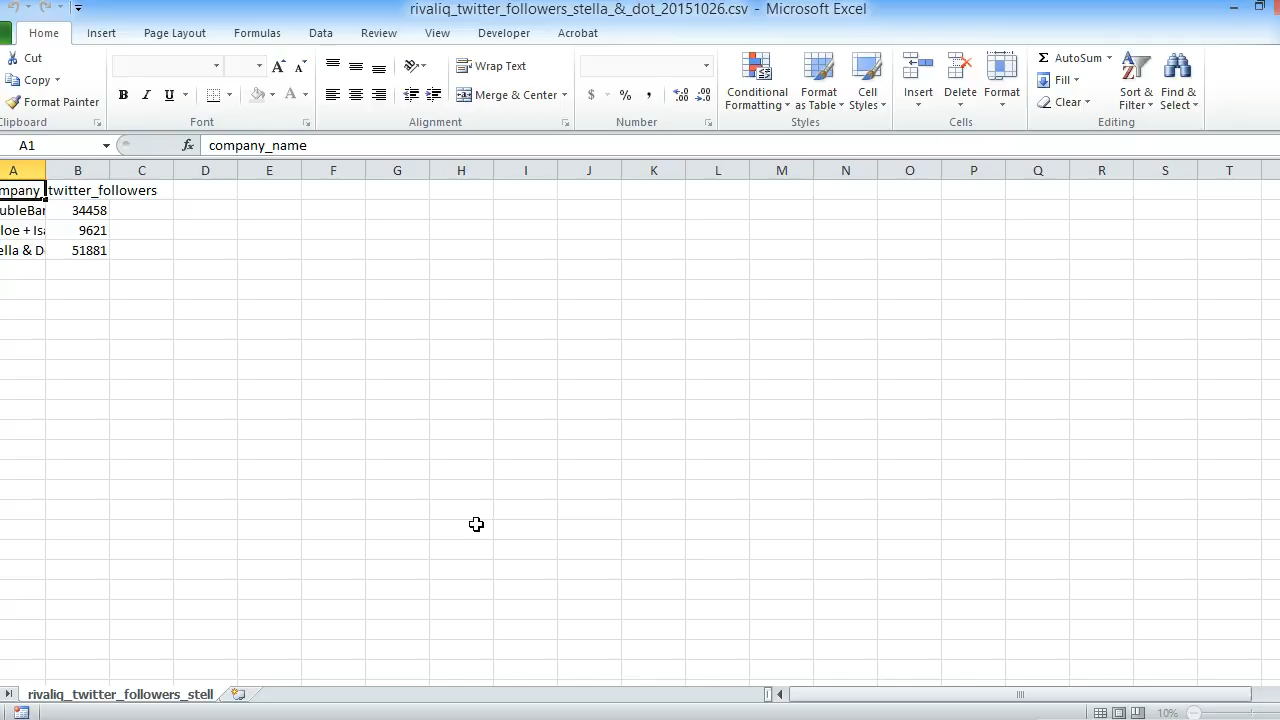 rivaliq_twitter_followers_stella_&_dot_20151026.csv - Microsoft Excel
Home Insert Page Layout Formulas Data Review View Developer Acrobat
Cut
Copy
Format Painter
Clipboard
B I U
Font
Wrap Text
Merge & Center
Alignment
$ % ,
Number
Conditional Formatting
Format as Table
Cell Styles
Styles
Insert Delete Format
Cells
Σ AutoSum
Fill
Clear
Sort & Filter
Find & Select
Editing
A1 fx company_name
A B C D E F G H I J K L M N O P Q R S T
mpany_ twitter_followers
ubleBar 34458
loe + Isa 9621
ella & D 51881
rivaliq_twitter_followers_stell
10%